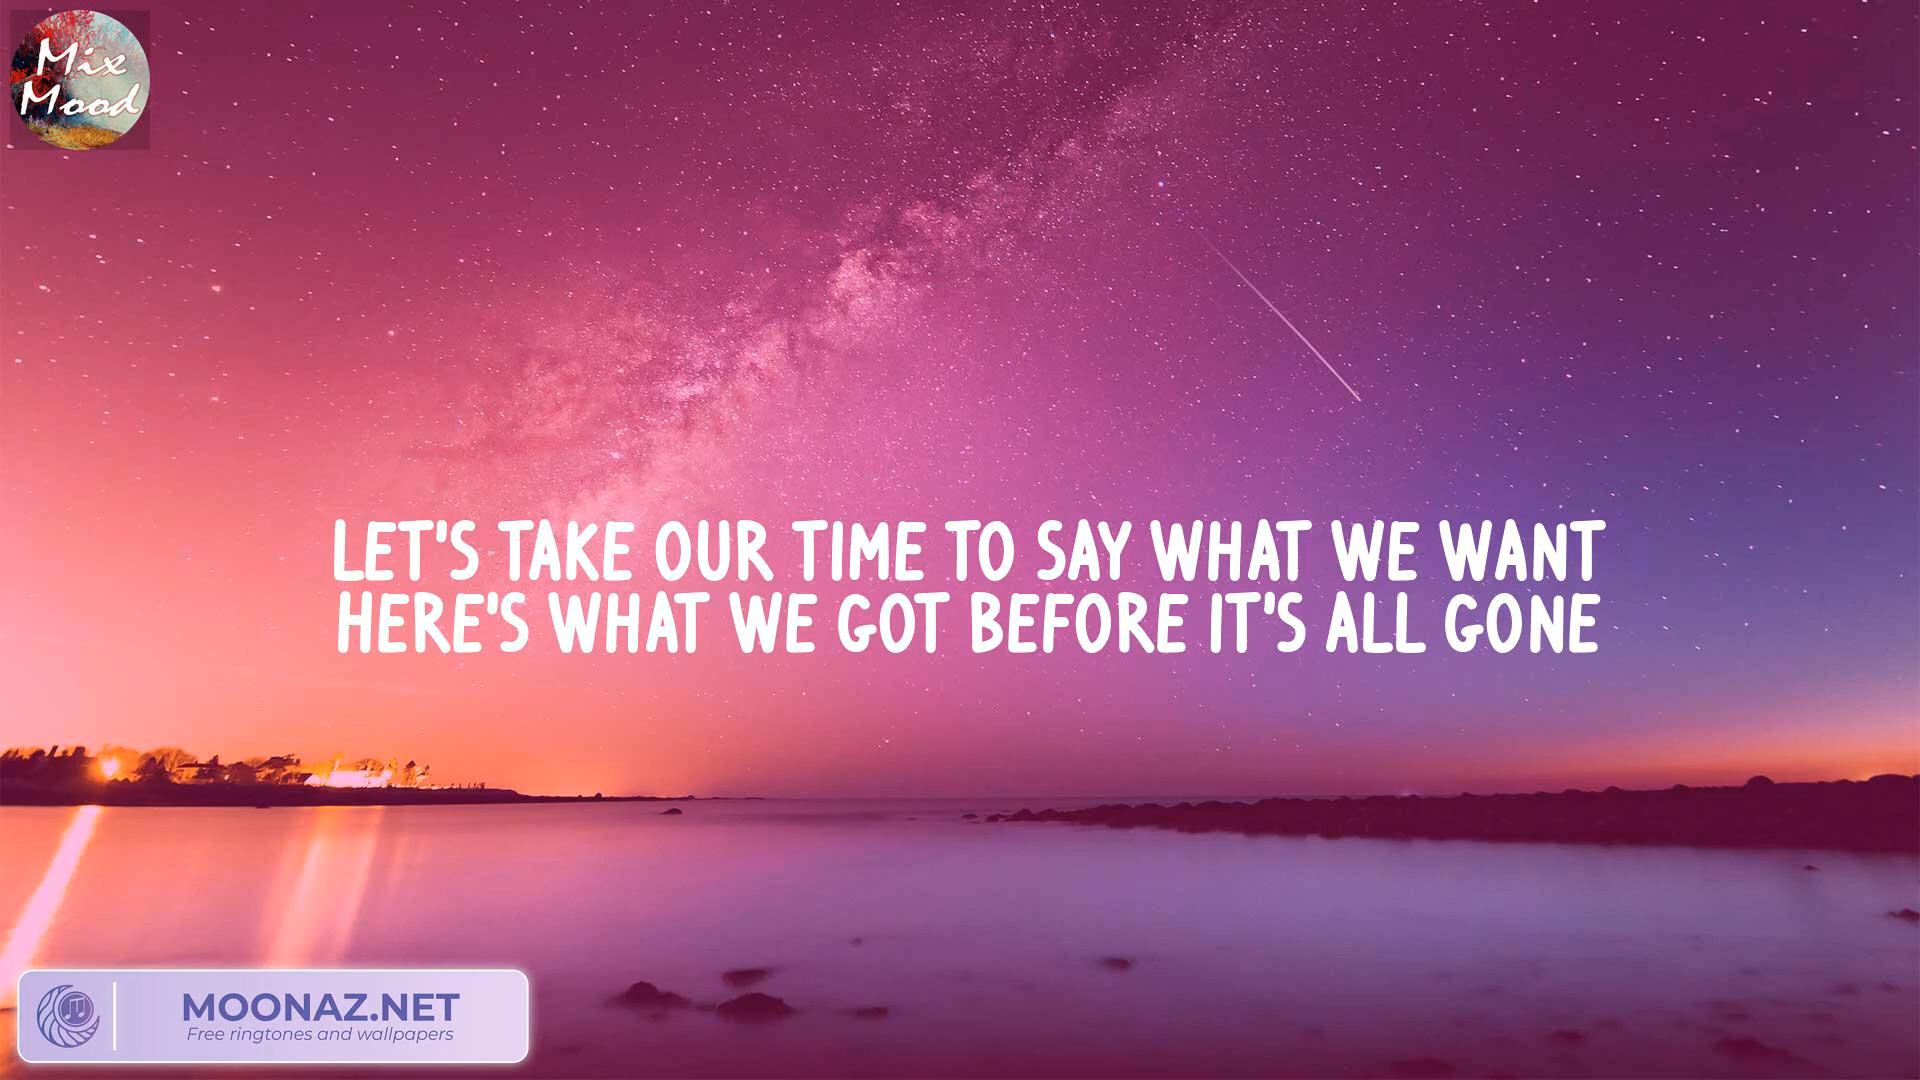 Mix
Mood
LET'S TAKE OUR TIME TO SAY WHAT WE WANT
HERE'S WHAT WE GOT BEFORE IT'S ALL GONE
MOONAZ.NET
Free ringtones and wallpapers